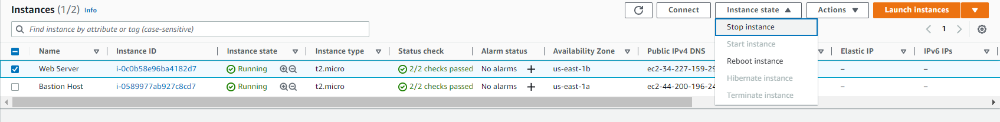 Instances (1/2) Info
Connect Instance state Actions Launch instances
Find instance by attribute or tag (case-sensitive)
1
Stop instance
Start instance
Reboot instance
Hibernate instance
Terminate instance
Name Instance ID Instance state Instance type Status check Alarm status Availability Zone Public IPv4 DNS Elastic IP IPv6 IPs
Web Server i-0c0b58e96ba4182d7 Running t2.micro 2/2 checks passed No alarms + us-east-1b ec2-34-227-159-29 – –
Bastion Host i-0589977ab927c8cd7 Running t2.micro 2/2 checks passed No alarms + us-east-1a ec2-44-200-196-24 – –